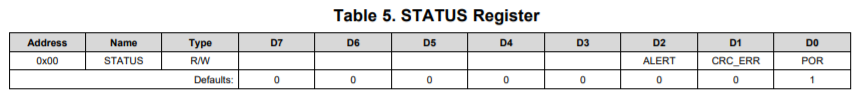 Table 5. STATUS Register
Address Name Type D7 D6 D5 D4 D3 D2 D1 D0
0x00 STATUS R/W ALERT CRC_ERR POR
Defaults: 0 0 0 0 0 0 0 1